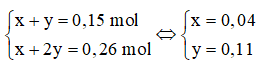 x + y = 0,15 mol ⇔ x = 0,04
x + 2y = 0,26 mol y = 0,11